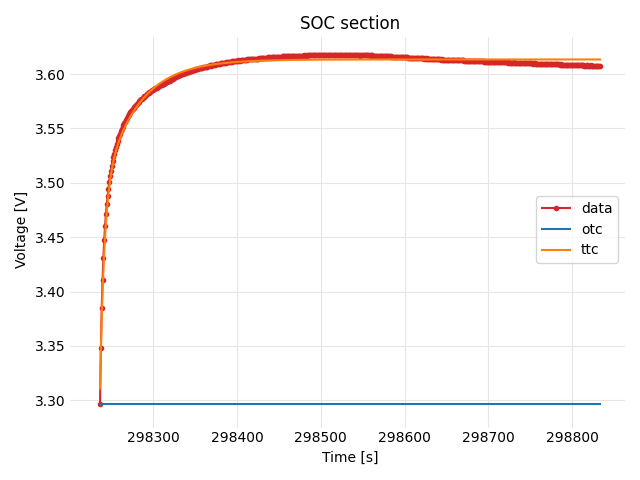 SOC section
Voltage [V]
3.60
3.55
3.50
3.45
3.40
3.35
3.30
data
otc
ttc
298300 298400 298500 298600 298700 298800
Time [s]